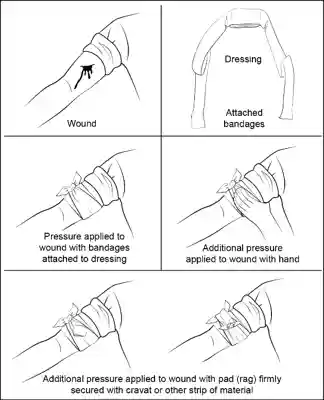 Wound
Dressing
Attached
bandages
Pressure applied to
wound with bandages
attached to dressing
Additional pressure
applied to wound with hand
Additional pressure applied to wound with pad (rag) firmly
secured with cravat or other strip of material